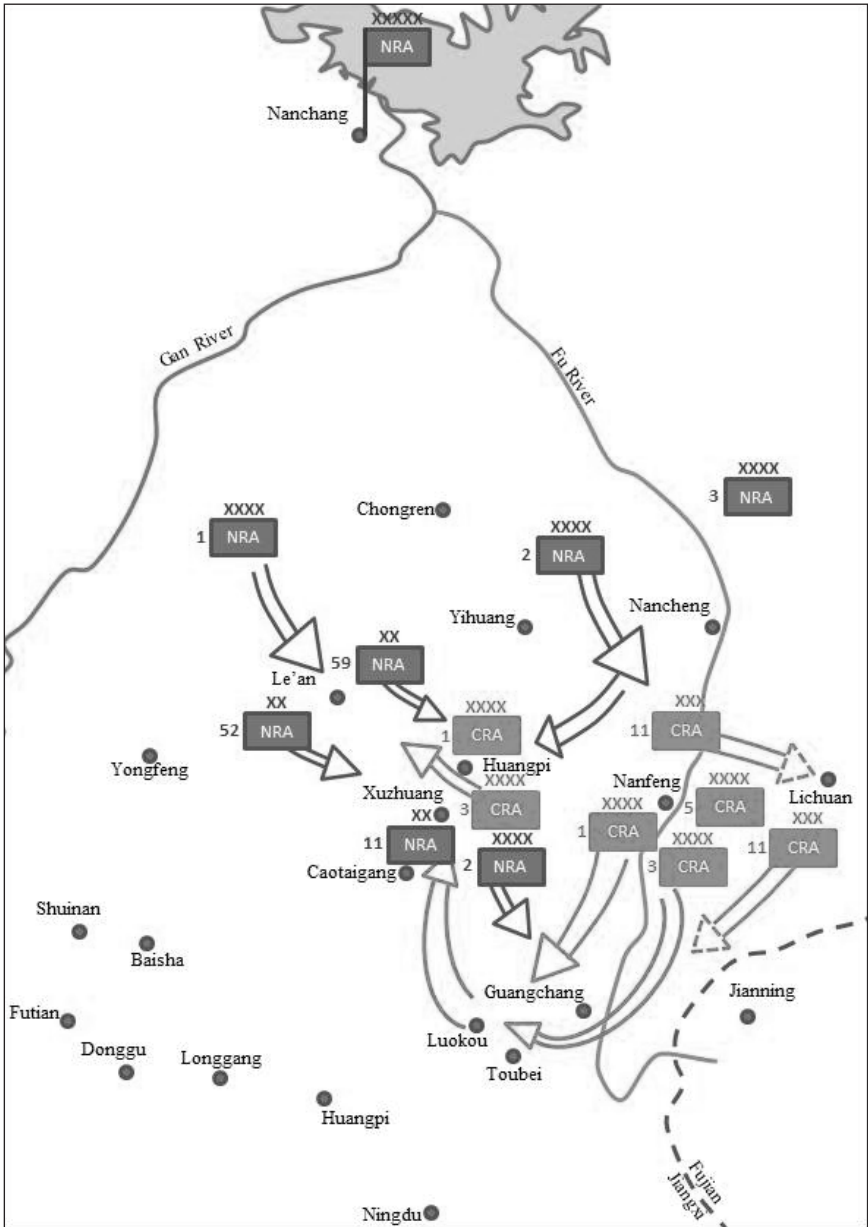 XXXXX
NRA
Nanchang
Gan River
Fu River
XXXX
3 NRA
XXXX
1 NRA
Chongren
XXXX
2 NRA
Yihuang
Nancheng
XX
59 NRA
Le'an
XX
52 NRA
XXXX
1 CRA
Huangpi
XXX
11 CRA
Yongfeng
Lichuan
Xuzhuang
XXXX
3 CRA
Nanfeng
XXXX
5 CRA
XX
11 NRA
XXXX
1 CRA
XXX
11 CRA
XXXX
2 NRA
XXXX
3 CRA
Caotaigang
Shuinan
Baisha
Guangchang
Jianning
Futian
Luokou
Donggu
Longgang
Toubei
Huangpi
Fujian
Jiangxi
Ningdu